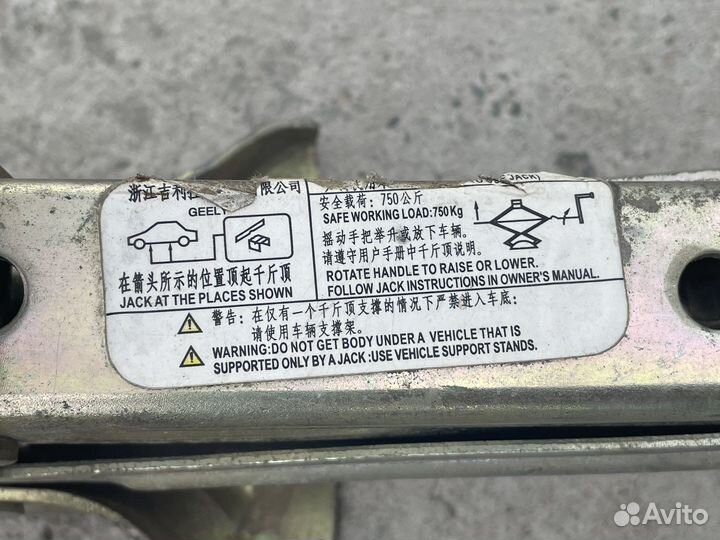 浙江吉利
限公司
GEELY
在箭头所示的位置顶起千斤顶
JACK AT THE PLACES SHOWN
JACK)
安全载荷：750公斤
SAFE WORKING LOAD:750Kg
摇动手把举升或放下车辆。
请遵守用户手册中千斤顶说明。
ROTATE HANDLE TO RAISE OR LOWER.
FOLLOW JACK INSTRUCTIONS IN OWNER'S MANUAL.
警告：在仅有一个千斤顶支撑的情况下严禁进入车底：
请使用车辆支撑架。
WARNING:DO NOT GET BODY UNDER A VEHICLE THAT IS
SUPPORTED ONLY BY A JACK:USE VEHICLE SUPPORT STANDS.
Avito